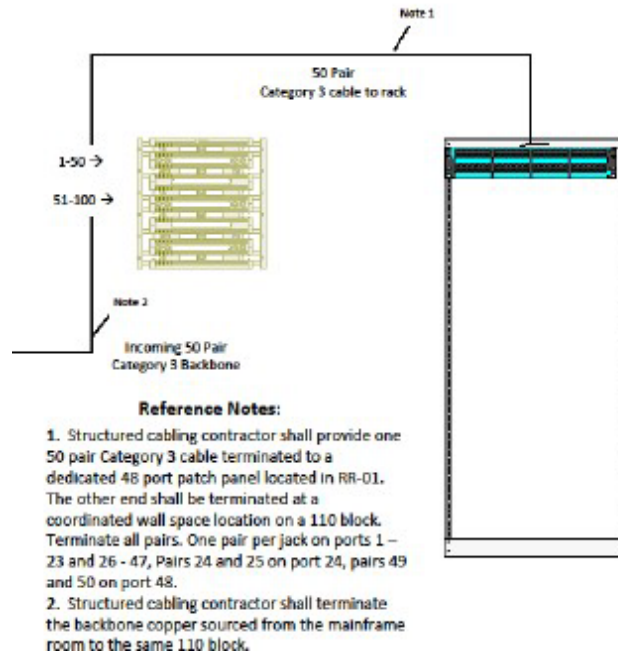 Note 1
50 Pair
Category 3 cable to rack
1-50 →
51-100 →
Note 2
Incoming 50 Pair
Category 3 Backbone
Reference Notes:
1. Structured cabling contractor shall provide one
50 pair Category 3 cable terminated to a
dedicated 48 port patch panel located in RR-01.
The other end shall be terminated at a
coordinated wall space location on a 110 block.
Terminate all pairs. One pair per jack on ports 1 –
23 and 26 - 47, Pairs 24 and 25 on port 24, pairs 49
and 50 on port 48.
2. Structured cabling contractor shall terminate
the backbone copper sourced from the mainframe
room to the same 110 block.